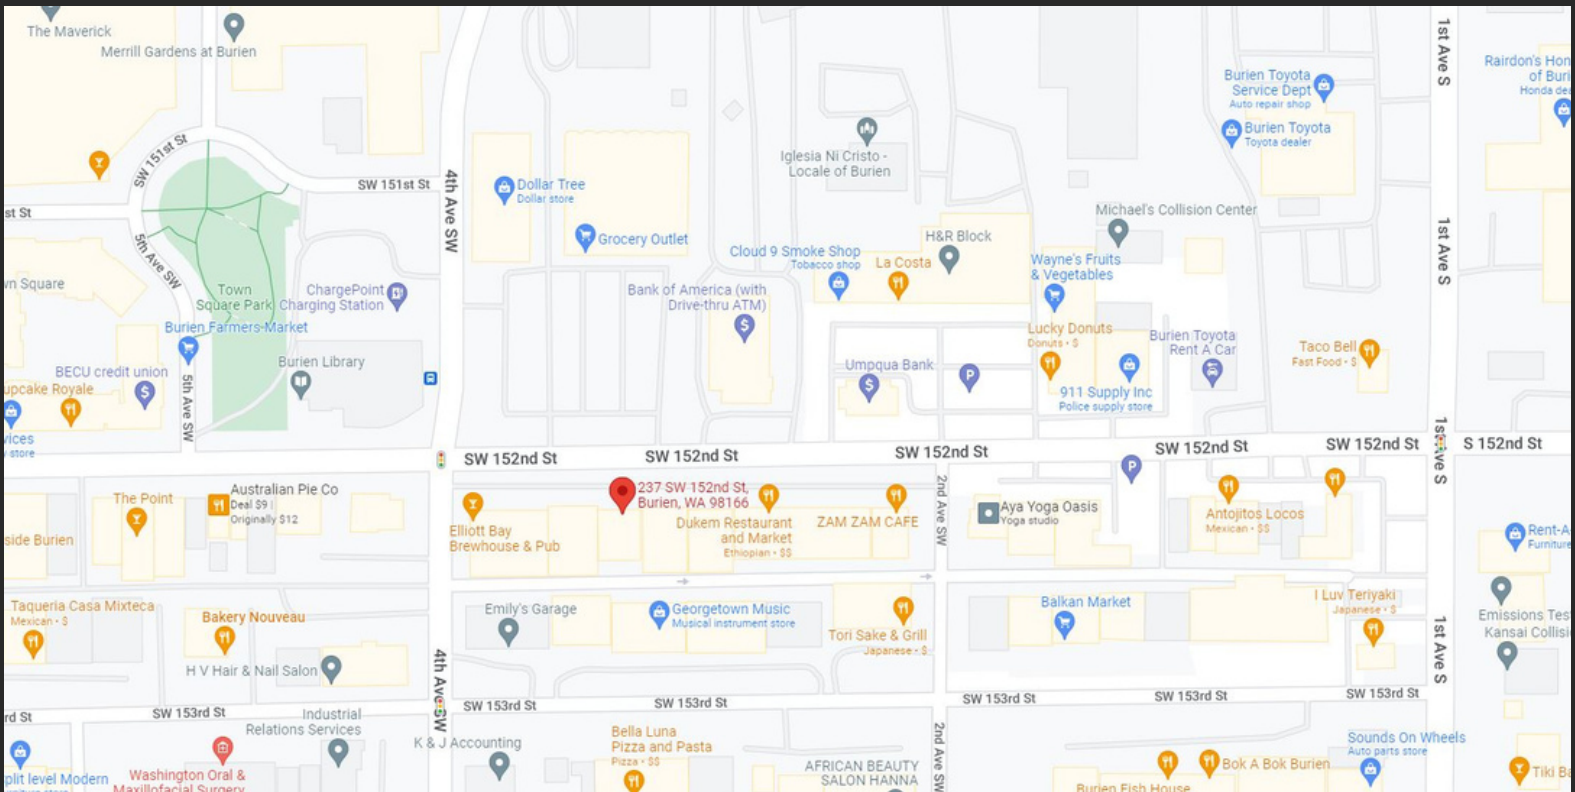 The Maverick
Merrill Gardens at Burien
1st Ave S
Rairdon's Hon
of Buri
Honda dea
Burien Toyota
Service Dept
Auto repair shop
Burien Toyota
Toyota dealer
SW 151st St
Iglesia Ni Cristo -
Locale of Burien
SW 151st St
4th Ave SW
Dollar Tree
Dollar store
st St
Grocery Outlet
5th Ave SW
Michael's Collision Center
1st Ave S
H&R Block
Cloud 9 Smoke Shop
Tobacco shop
La Costa
Wayne's Fruits
& Vegetables
wn Square
Town
Square Park
ChargePoint
Charging Station
Bank of America (with
Drive-thru ATM)
Burien Farmers-Market
Lucky Donuts
Donuts • $
Burien Toyota
Rent A Car
Taco Bell
Fast Food • $
BECU credit union
Burien Library
Umpqua Bank
P
upcake Royale
5th Ave SW
911 Supply Inc
Police supply store
vices
y store
SW 152nd St
SW 152nd St
SW 152nd St
SW 152nd St
SW 152nd St
1st Ave S
S 152nd St
P
The Point
Australian Pie Co
Deal $9 |
Originally $12
237 SW 152nd St,
Burien, WA 98166
Elliott Bay
Brewhouse & Pub
Dukem Restaurant
and Market
Ethiopian • $$
ZAM ZAM CAFE
2nd Ave SW
Aya Yoga Oasis
Yoga studio
Antojitos Locos
Mexican • $$
side Burien
Rent-A
Furniture
Taqueria Casa Mixteca
Mexican • $
Bakery Nouveau
Emily's Garage
Georgetown Music
Musical instrument store
Tori Sake & Grill
Japanese • $
Balkan Market
I Luv Teriyaki
Japanese • $
1st Ave S
Emissions Tes
Kansai Collisio
H V Hair & Nail Salon
4th Ave SW
SW 153rd St
SW 153rd St
SW 153rd St
SW 153rd St
SW 153rd St
rd St
SW 153rd St
Industrial
Relations Services
K & J Accounting
Bella Luna
Pizza and Pasta
Pizza • $$
2nd Ave SW
AFRICAN BEAUTY
SALON HANNA
Sounds On Wheels
Auto parts store
Bok A Bok Burien
Burien Fish House
Tiki Ba
split level Modern
Washington Oral &
Maxillofacial Surgery